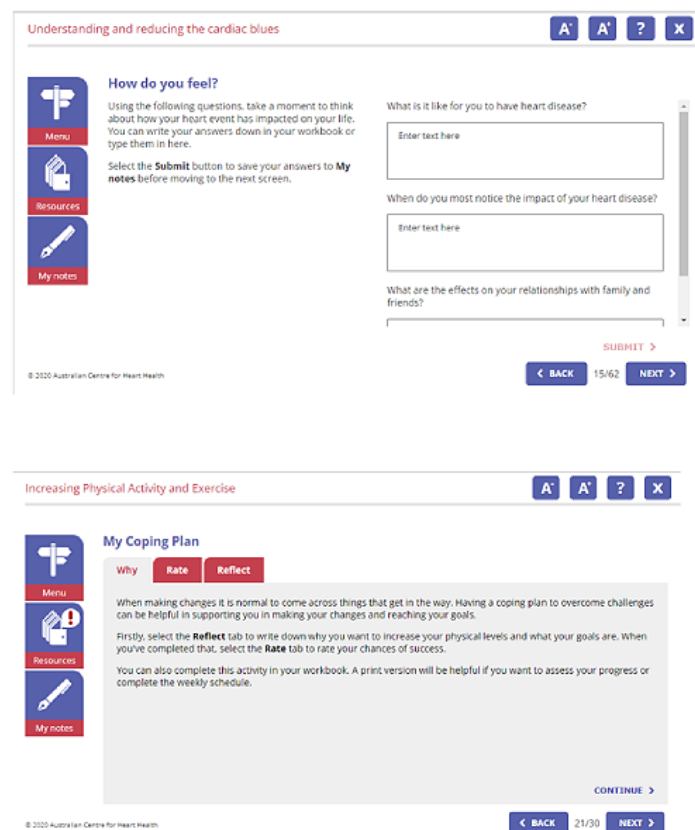 Understanding and reducing the cardiac blues
A- A+ ? X
Menu
Resources
My notes
How do you feel?
Using the following questions, take a moment to think
about how your heart event has impacted on your life.
You can write your answers down in your workbook or
type them in here.
Select the Submit button to save your answers to My
notes before moving to the next screen.
What is it like for you to have heart disease?
Enter text here
When do you most notice the impact of your heart disease?
Enter text here
What are the effects on your relationships with family and
friends?
SUBMIT >
© 2020 Australian Centre for Heart Health
< BACK 15/62 NEXT >
Increasing Physical Activity and Exercise
A- A+ ? X
Menu
Resources
My notes
My Coping Plan
Why Rate Reflect
When making changes it is normal to come across things that get in the way. Having a coping plan to overcome challenges
can be helpful in supporting you in making your changes and reaching your goals.
Firstly, select the Reflect tab to write down why you want to increase your physical levels and what your goals are. When
you've completed that, select the Rate tab to rate your chances of success.
You can also complete this activity in your workbook. A print version will be helpful if you want to assess your progress or
complete the weekly schedule.
CONTINUE >
© 2020 Australian Centre for Heart Health
< BACK 21/30 NEXT >